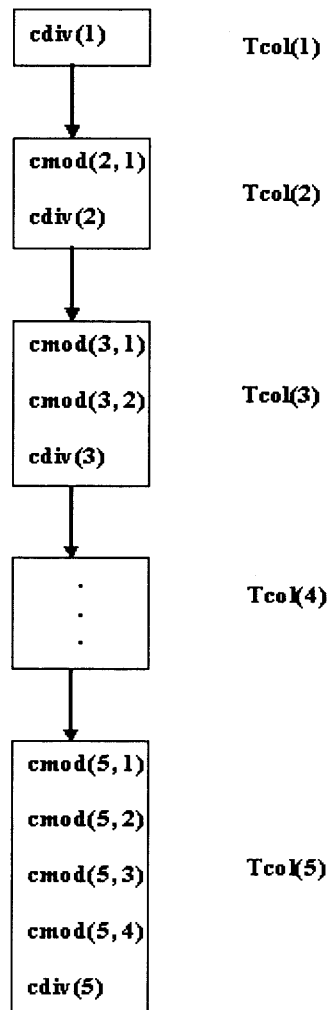 cdiv(1)
Tcol(1)
cmod(2,1)
cdiv(2)
Tcol(2)
cmod(3,1)
cmod(3,2)
cdiv(3)
Tcol(3)
.
.
.
Tcol(4)
cmod(5,1)
cmod(5,2)
cmod(5,3)
cmod(5,4)
cdiv(5)
Tcol(5)